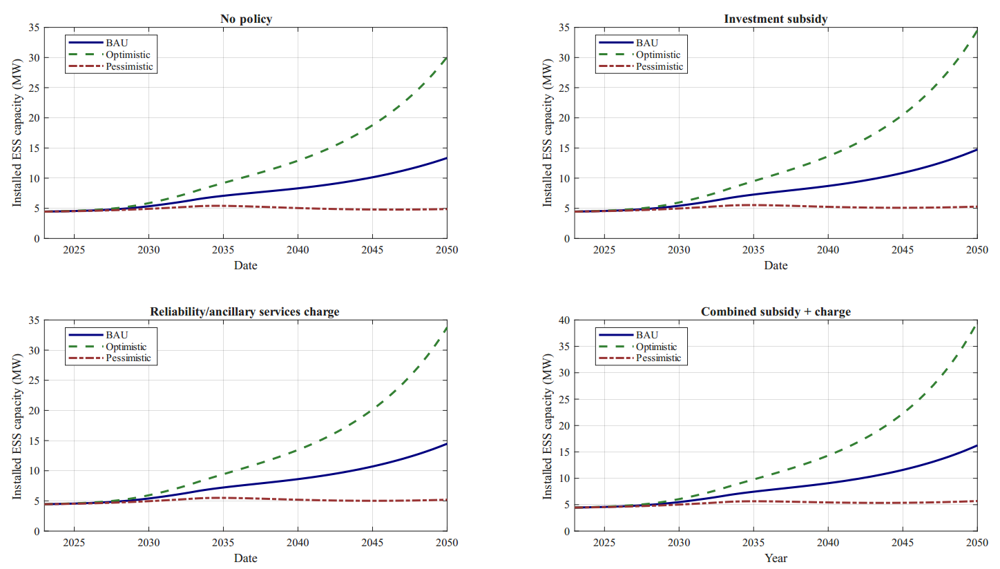 No policy
35
30
25
20
15
10
5
0
Installed ESS capacity (MW)
BAU
Optimistic
Pessimistic
2025 2030 2035 2040 2045 2050
Date
Investment subsidy
35
30
25
20
15
10
5
0
Installed ESS capacity (MW)
BAU
Optimistic
Pessimistic
2025 2030 2035 2040 2045 2050
Date
Reliability/ancillary services charge
35
30
25
20
15
10
5
0
Installed ESS capacity (MW)
BAU
Optimistic
Pessimistic
2025 2030 2035 2040 2045 2050
Date
Combined subsidy + charge
40
35
30
25
20
15
10
5
0
Installed ESS capacity (MW)
BAU
Optimistic
Pessimistic
2025 2030 2035 2040 2045 2050
Year